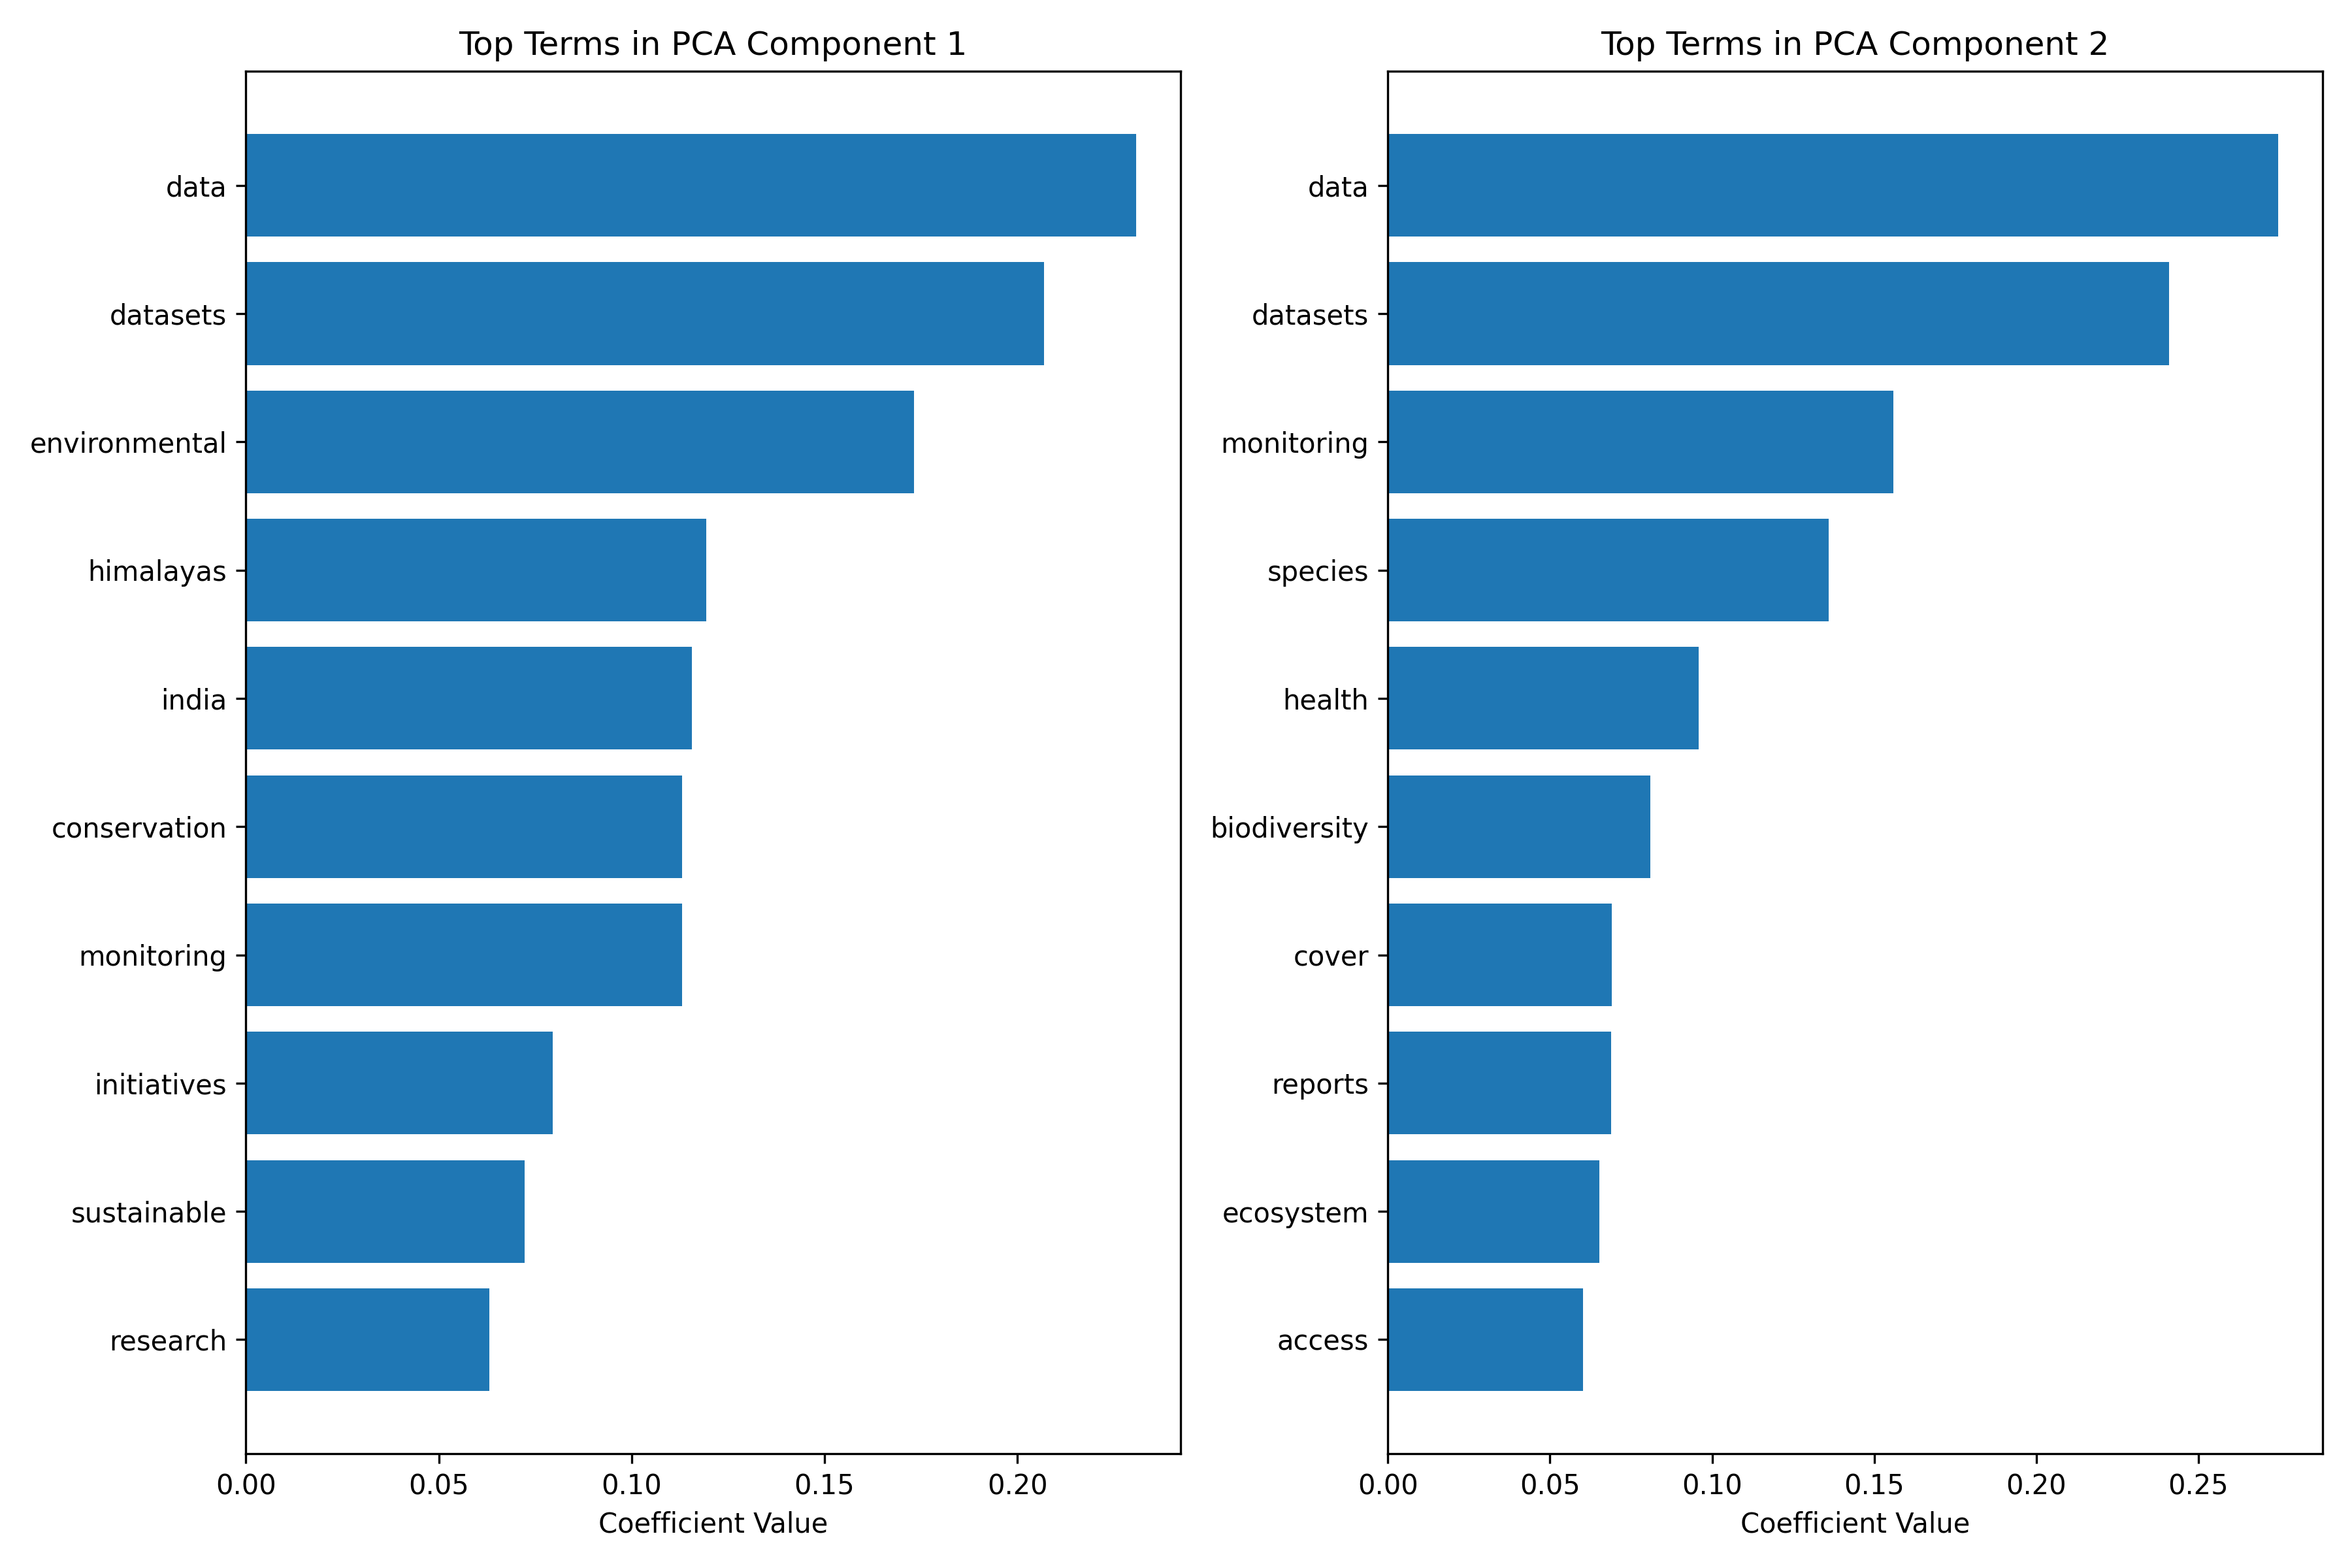 Top Terms in PCA Component 1
data
datasets
environmental
himalayas
india
conservation
monitoring
initiatives
sustainable
research
0.00 0.05 0.10 0.15 0.20
Coefficient Value
Top Terms in PCA Component 2
data
datasets
monitoring
species
health
biodiversity
cover
reports
ecosystem
access
0.00 0.05 0.10 0.15 0.20 0.25
Coefficient Value